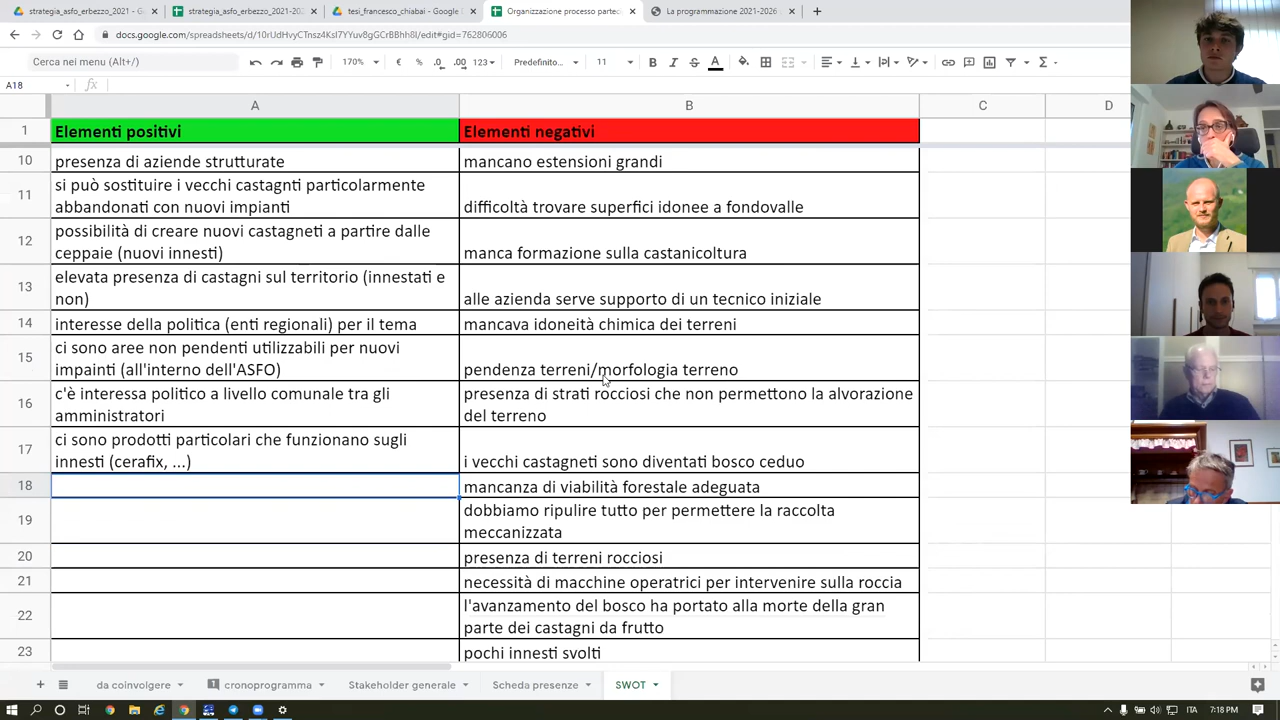 strategia_asfo_erbezzo_2021 - G
strategia_asfo_erbezzo_2021-202
tesi_francesco_chiabai - Google D
Organizzazione processo partec
La programmazione 2021-2026
docs.google.com/spreadsheets/d/10rUdHvyCTnsz4KsI7YYuv8gGCrBBhh8l/edit#gid=762806006
Cerca nei menu (Alt+/)
170%
€ % .0 .00 123
Predefinito...
11
B I S A
A18
fx
A B C D
1 Elementi positivi Elementi negativi
10 presenza di aziende strutturate mancano estensioni grandi
11 si può sostituire i vecchi castagnti particolarmente
abbandonati con nuovi impianti difficoltà trovare superfici idonee a fondovalle
12 possibilità di creare nuovi castagneti a partire dalle
ceppaie (nuovi innesti) manca formazione sulla castanicoltura
13 elevata presenza di castagni sul territorio (innestati e
non) alle azienda serve supporto di un tecnico iniziale
14 interesse della politica (enti regionali) per il tema mancava idoneità chimica dei terreni
15 ci sono aree non pendenti utilizzabili per nuovi
impainti (all'interno dell'ASFO) pendenza terreni/morfologia terreno
16 c'è interessa politico a livello comunale tra gli presenza di strati rocciosi che non permettono la alvorazione
amministratori del terreno
17 ci sono prodotti particolari che funzionano sugli
innesti (cerafix, ...) i vecchi castagneti sono diventati bosco ceduo
18 mancanza di viabilità forestale adeguata
19 dobbiamo ripulire tutto per permettere la raccolta
meccanizzata
20 presenza di terreni rocciosi
21 necessità di macchine operatrici per intervenire sulla roccia
22 l'avanzamento del bosco ha portato alla morte della gran
parte dei castagni da frutto
23 pochi innesti svolti
da coinvolgere
1 cronoprogramma
Stakeholder generale
Scheda presenze
SWOT
ITA 7:18 PM